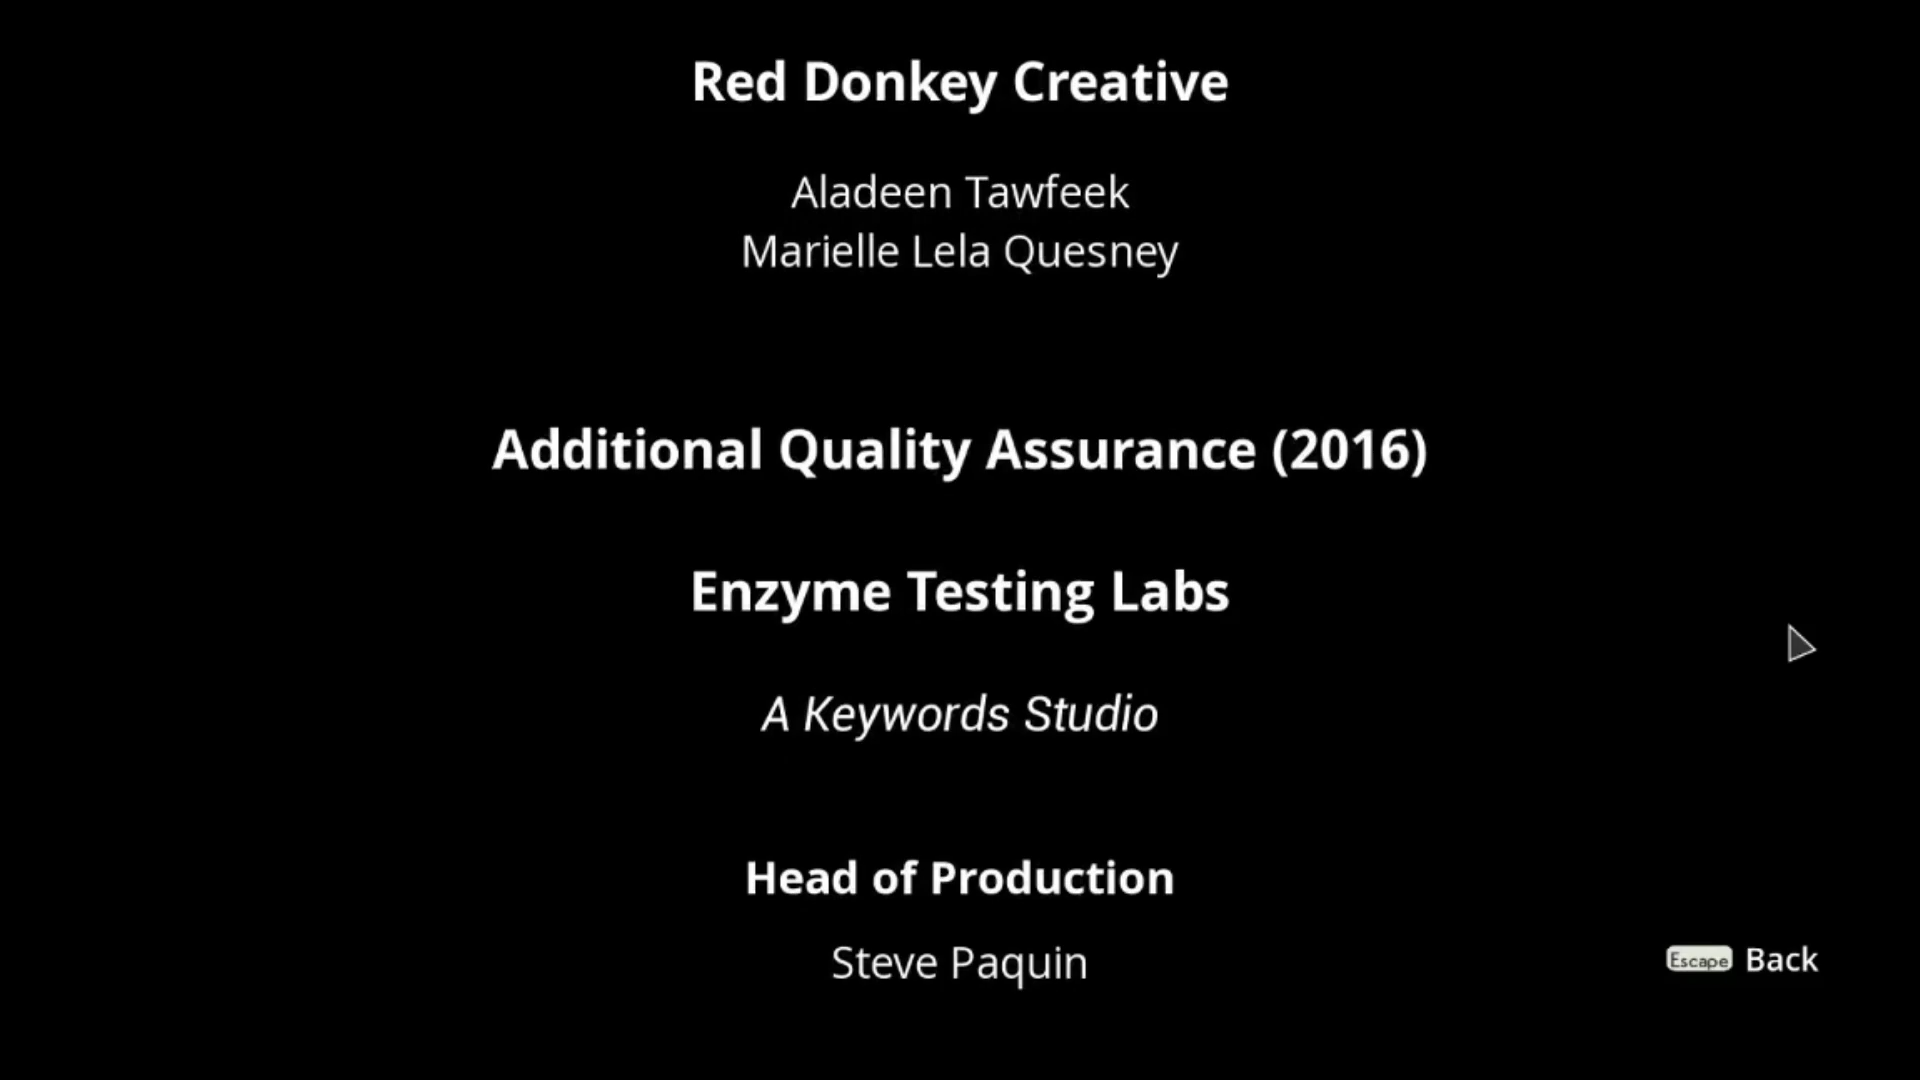 Red Donkey Creative
Aladeen Tawfeek
Marielle Lela Quesney
Additional Quality Assurance (2016)
Enzyme Testing Labs
A Keywords Studio
Head of Production
Steve Paquin
Escape Back